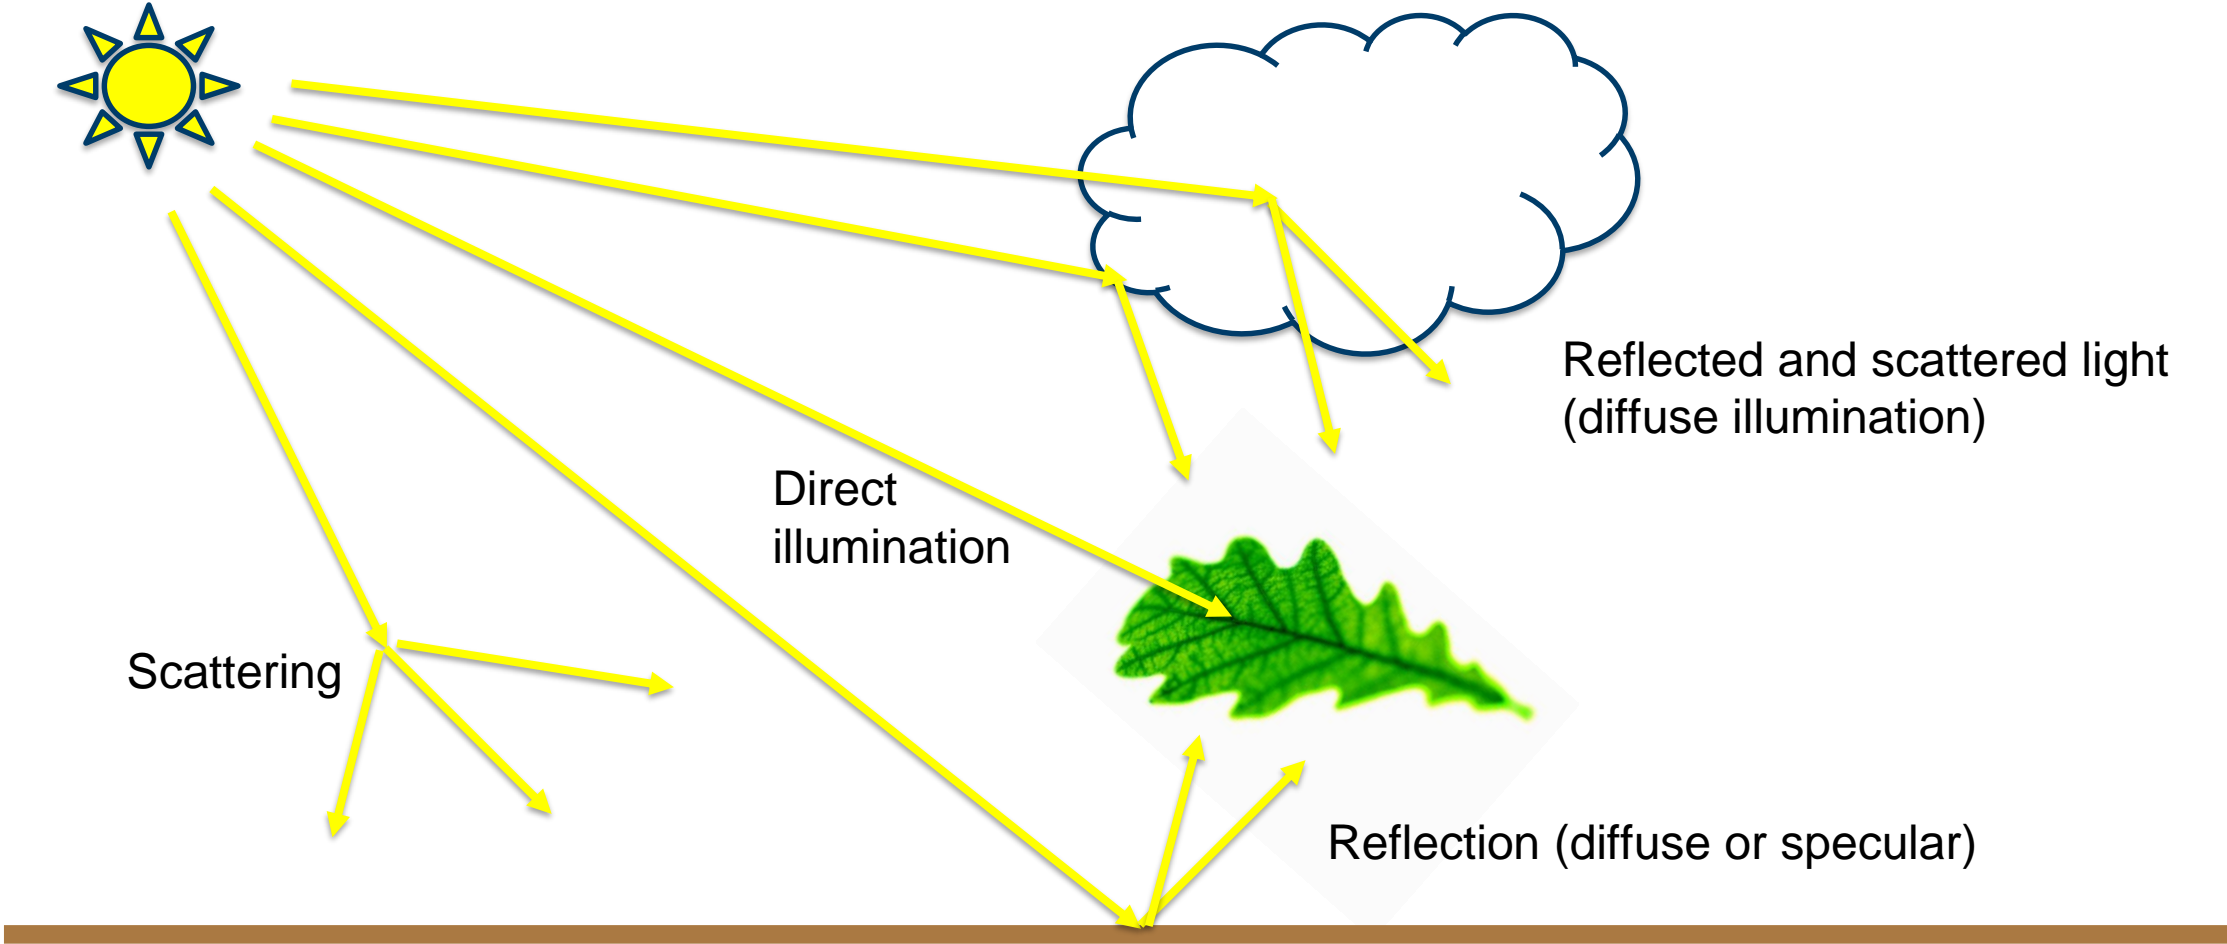 Reflected and scattered light
(diffuse illumination)
Direct
illumination
Scattering
Reflection (diffuse or specular)